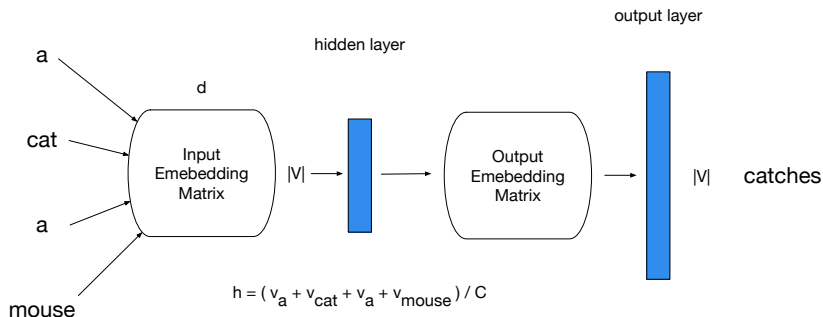 output layer
hidden layer
a
d
cat
Input
Emebedding
Matrix
|V|
Output
Emebedding
Matrix
|V|
catches
a
h = ( v_a + v_cat + v_a + v_mouse ) / C
mouse